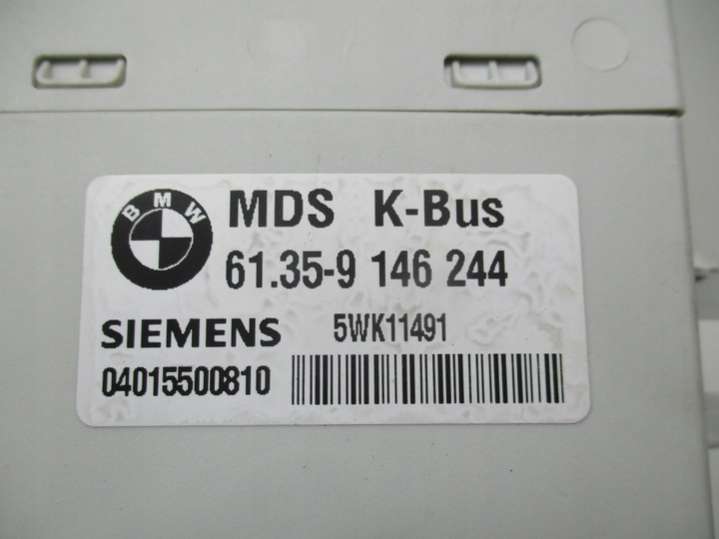 BMW
MDS K-Bus
61.35-9 146 244
SIEMENS 5WK11491
04015500810